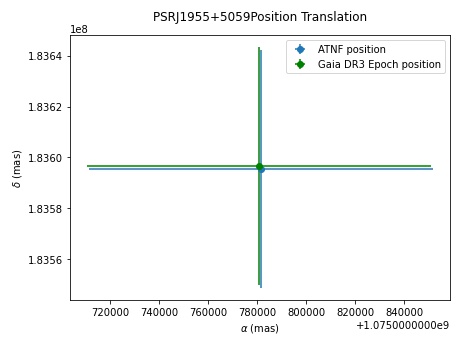 PSRJ1955+5059Position Translation
1e8
ATNF position
Gaia DR3 Epoch position
1.8364
1.8362
1.8360
1.8358
1.8356
δ (mas)
720000 740000 760000 780000 800000 820000 840000
α (mas)
+1.0750000000e9